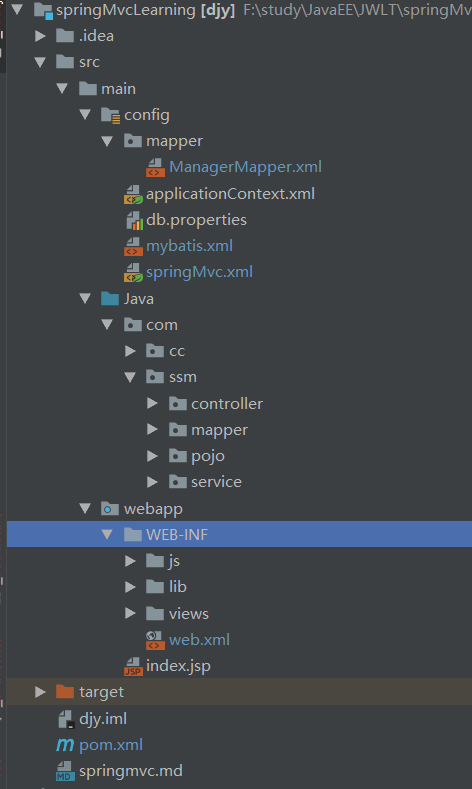 springMvcLearning [djy] F:\study\JavaEE\JWLT\springMv
.idea
src
main
config
mapper
ManagerMapper.xml
applicationContext.xml
db.properties
mybatis.xml
springMvc.xml
Java
com
cc
ssm
controller
mapper
pojo
service
webapp
WEB-INF
js
lib
views
web.xml
index.jsp
target
djy.iml
pom.xml
springmvc.md